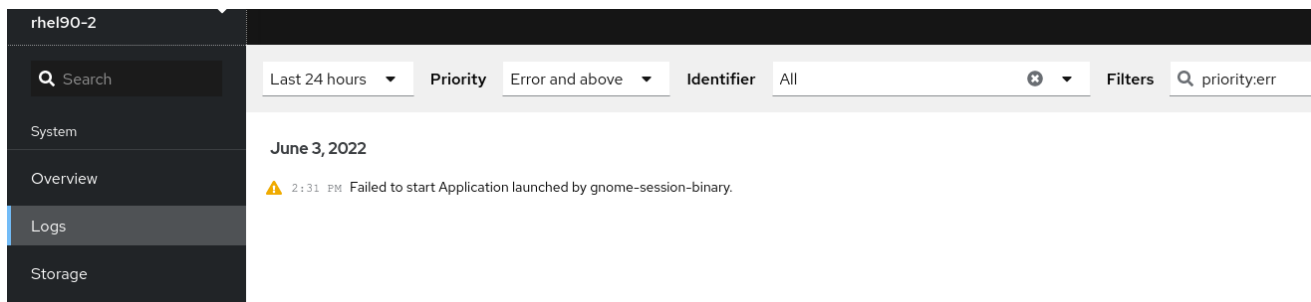 rhel90-2
Search
Last 24 hours Priority Error and above Identifier All Filters priority:err
System
June 3, 2022
Overview
2:31 PM Failed to start Application launched by gnome-session-binary.
Logs
Storage